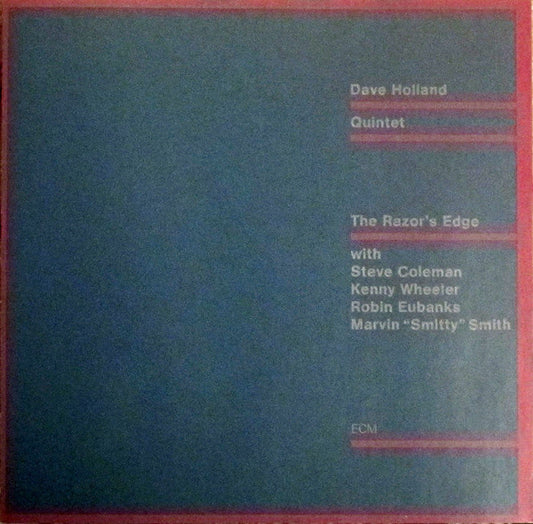 Dave Holland
Quintet
The Razor's Edge
with
Steve Coleman
Kenny Wheeler
Robin Eubanks
Marvin "Smitty" Smith
ECM